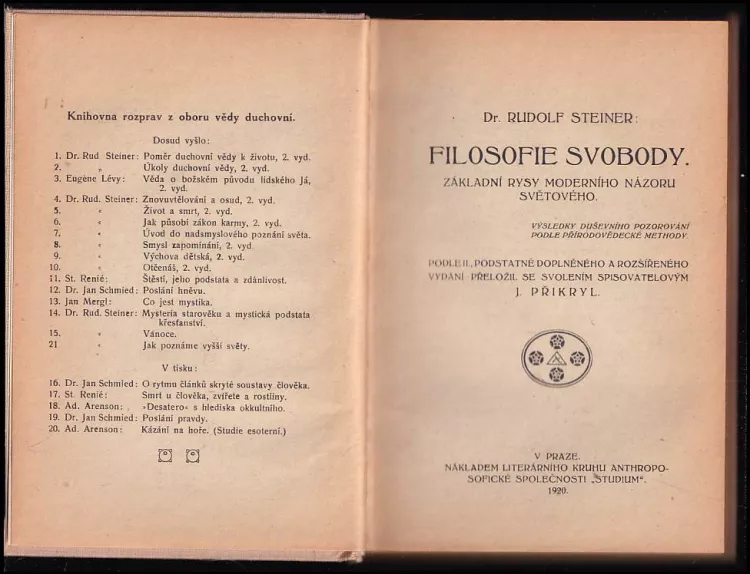 Knihovna rozprav z oboru vědy duchovní.
Dosud vyšlo:
1. Dr. Rud Steiner: Poměr duchovní vědy k životu, 2. vyd.
2. „ Úkoly duchovní vědy, 2. vyd.
3. Eugène Lévy: Věda o božském původu lidského Já,
2. vyd.
4. Dr. Rud. Steiner: Znovuvtělování a osud, 2. vyd.
5. „ Život a smrt, 2. vyd.
6. „ Jak působí zákon karmy, 2. vyd.
7. „ Úvod do nadsmyslového poznání světa.
8. „ Smysl zapomínání, 2. vyd
9. „ Výchova dětská, 2. vyd.
10. „ Otčenáš, 2. vyd.
11. St. Renić: Štěstí, jeho podstata a zdánlivost.
12. Dr. Jan Schmied: Poslání hněvu.
13. Jan Mergl: Co jest mystika.
14. Dr. Rud. Steiner: Mysteria starověku a mystická podstata
křesťanství.
15. „ Vánoce.
21 „ Jak poznáme vyšší světy.
V tisku:
16. Dr. Jan Schmied: O rytmu článků skryté soustavy člověka.
17. St. Renić: Smrt u člověka, zvířete a rostliny.
18. Ad. Arenson: »Desatero« s hlediska okkultního.
19. Dr. Jan Schmied: Poslání pravdy.
20. Ad. Arenson: Kázání na hoře. (Studie esoterní.)
Dr. RUDOLF STEINER:
FILOSOFIE SVOBODY.
ZÁKLADNÍ RYSY MODERNÍHO NÁZORU
SVĚTOVÉHO.
VÝSLEDKY DUŠEVNÍHO POZOROVÁNÍ
PODLE PŘÍRODOVĚDECKÉ METHODY.
PODLE II., PODSTATNĚ DOPLNĚNÉHO A ROZŠÍŘENÉHO
VYDÁNÍ PŘELOŽIL SE SVOLENÍM SPISOVATELOVÝM
J. PŘIKRYL.
V PRAZE.
NÁKLADEM LITERÁRNÍHO KRUHU ANTHROPO-
SOFICKÉ SPOLEČNOSTI „STUDIUM“.
1920.